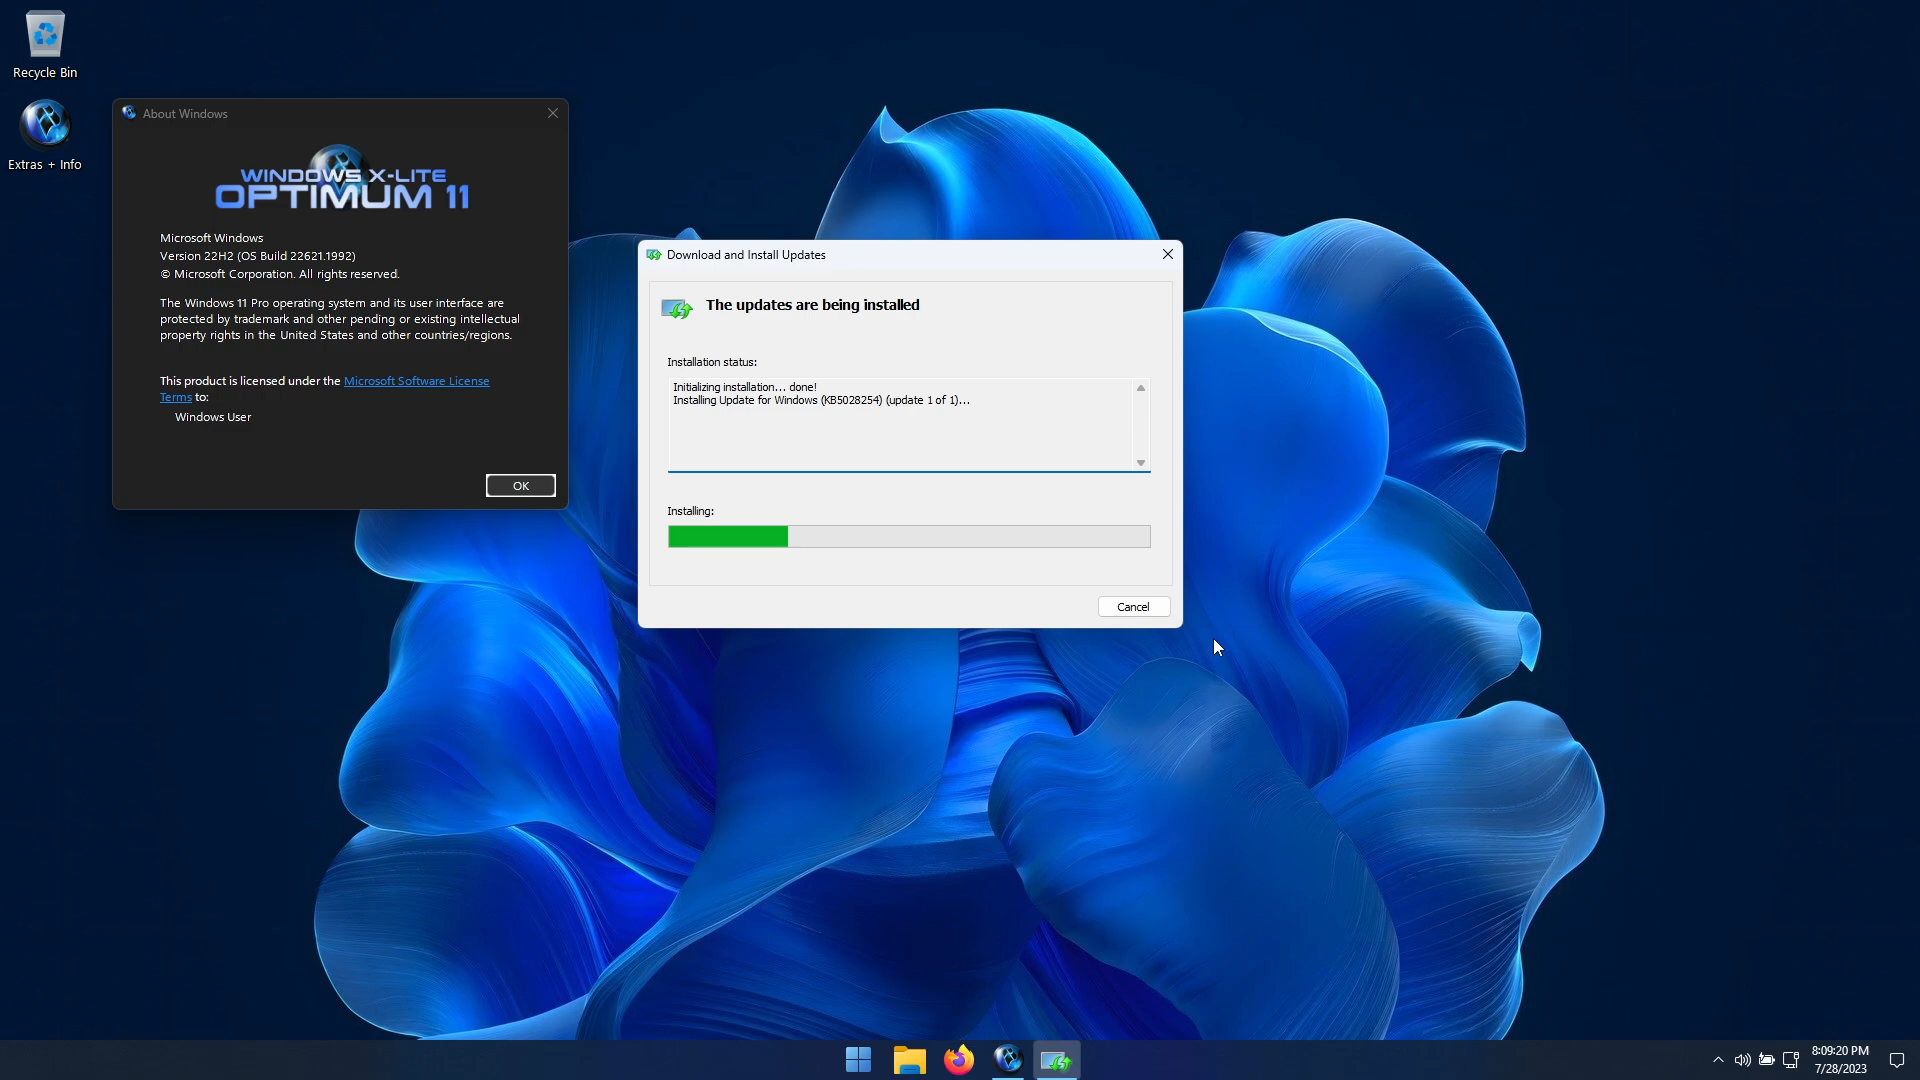 Recycle Bin
Extras + Info
About Windows
WINDOWS X-LITE
OPTIMUM 11
Microsoft Windows
Version 22H2 (OS Build 22621.1992)
© Microsoft Corporation. All rights reserved.
The Windows 11 Pro operating system and its user interface are
protected by trademark and other pending or existing intellectual
property rights in the United States and other countries/regions.
This product is licensed under the Microsoft Software License
Terms to:
Windows User
OK
Download and Install Updates
The updates are being installed
Installation status:
Initializing installation... done!
Installing Update for Windows (KB5028254) (update 1 of 1)...
Installing:
Cancel
8:09:20 PM
7/28/2023